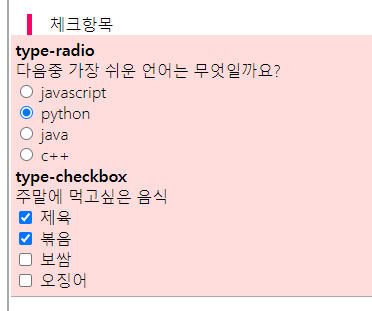 체크항목
type-radio
다음중 가장 쉬운 언어는 무엇일까요?
javascript
python
java
c++
type-checkbox
주말에 먹고싶은 음식
제육
볶음
보쌈
오징어